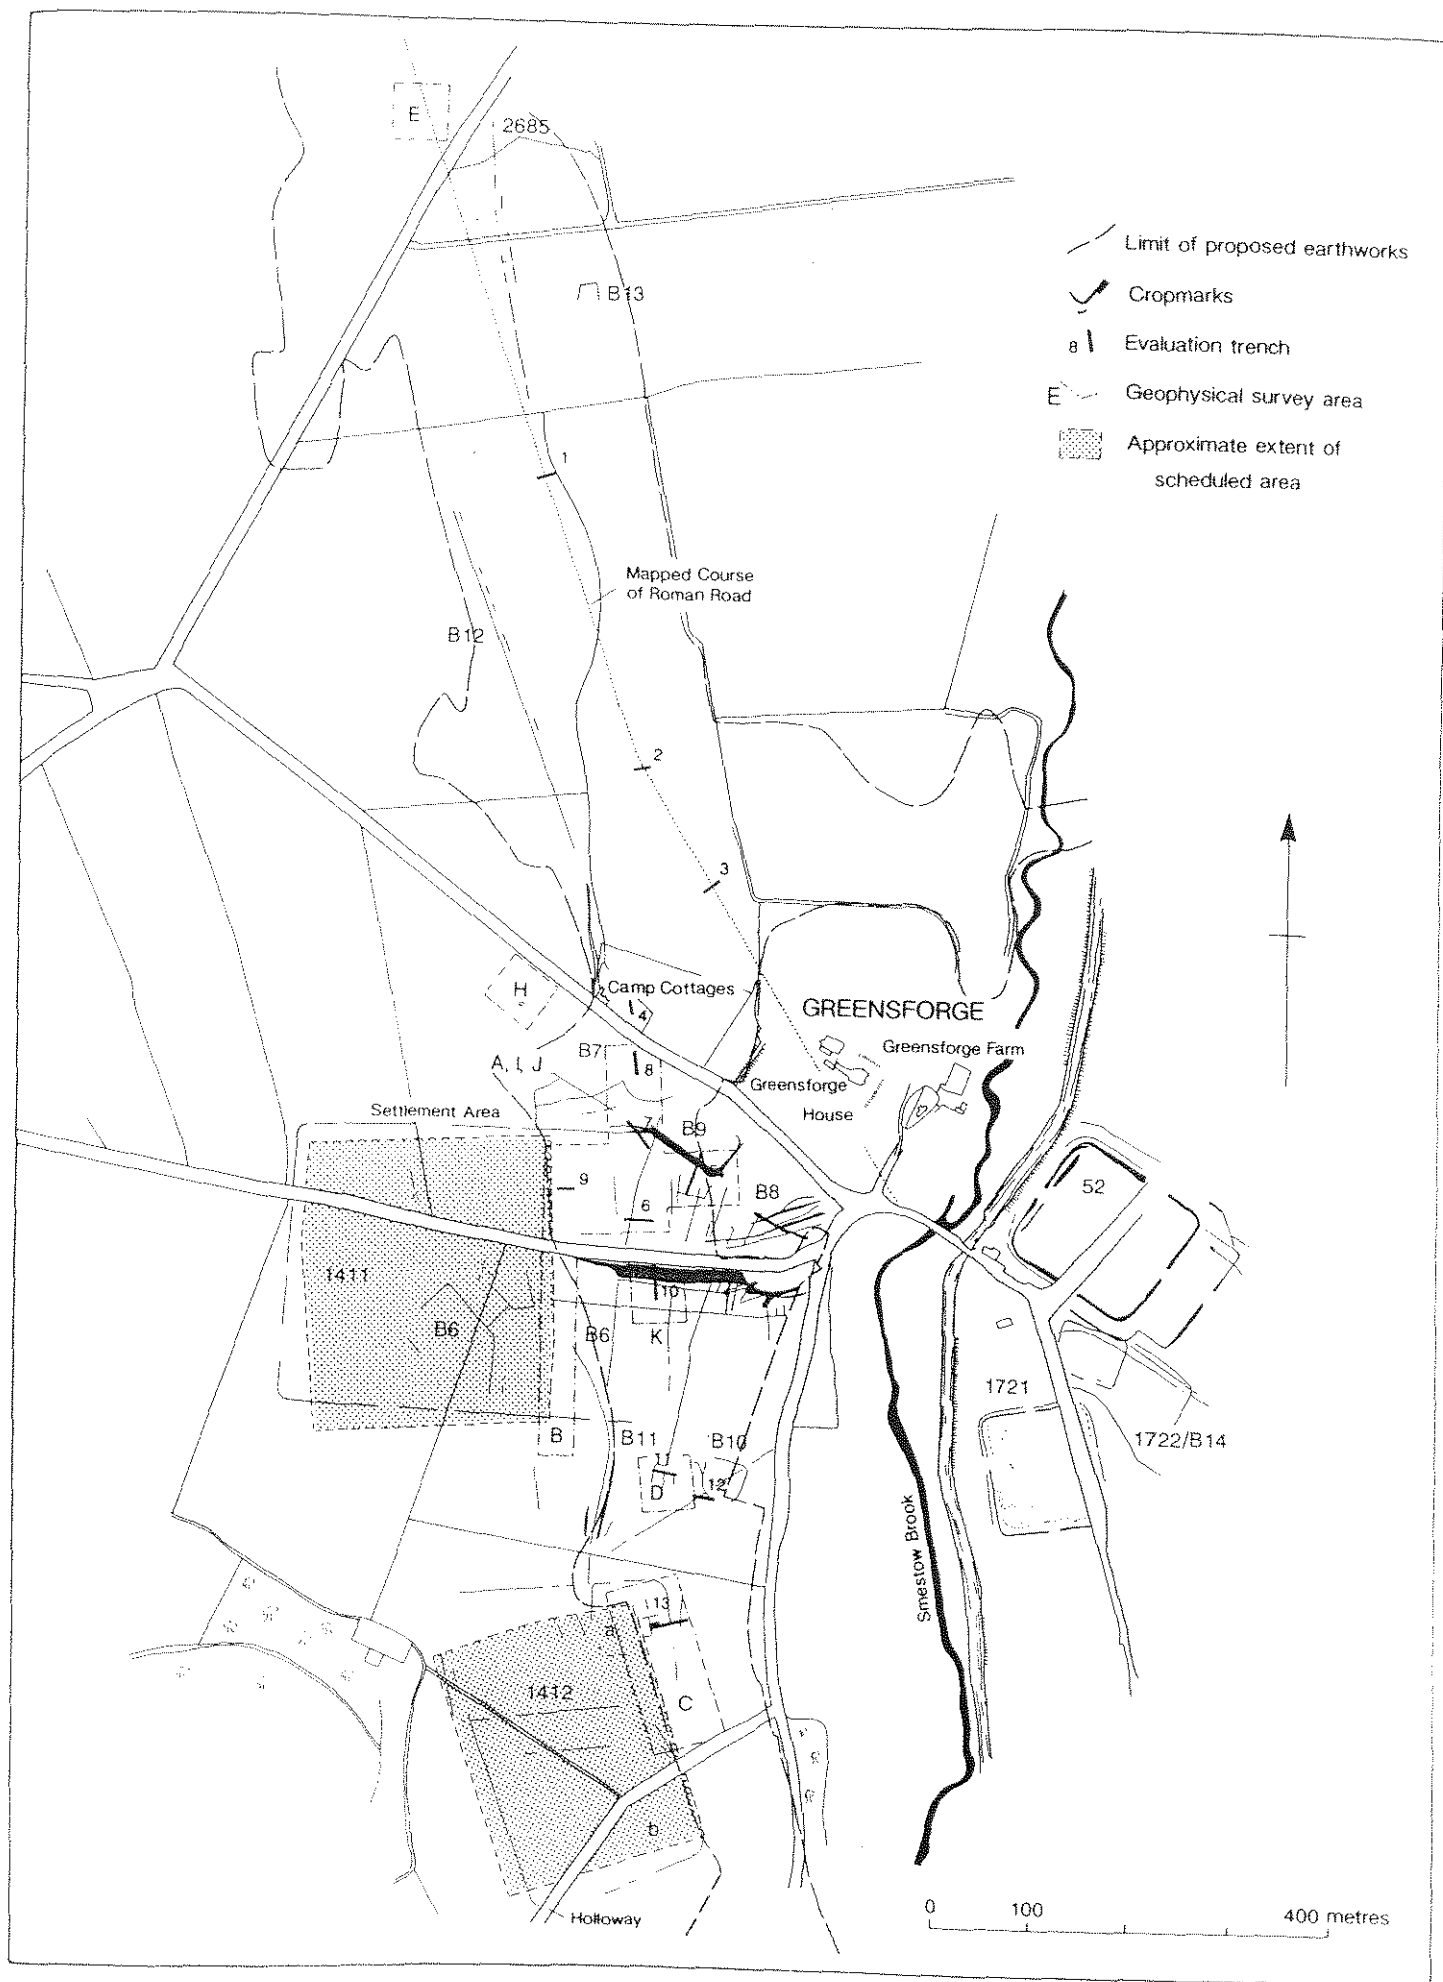 E
2685
Limit of proposed earthworks
B13
Cropmarks
8
Evaluation trench
E
Geophysical survey area
Approximate extent of
scheduled area
1
Mapped Course
of Roman Road
B12
2
3
H
Camp Cottages
4
GREENSFORGE
A, I, J
B7
8
Greensforge Farm
Greensforge
House
Settlement Area
7
B9
9
6
B8
52
1411
10
B6
B6
K
1721
B
B11
B10
1722/B14
11
D
12
Smestow Brook
13
a
1412
C
b
Holloway
0
100
400 metres